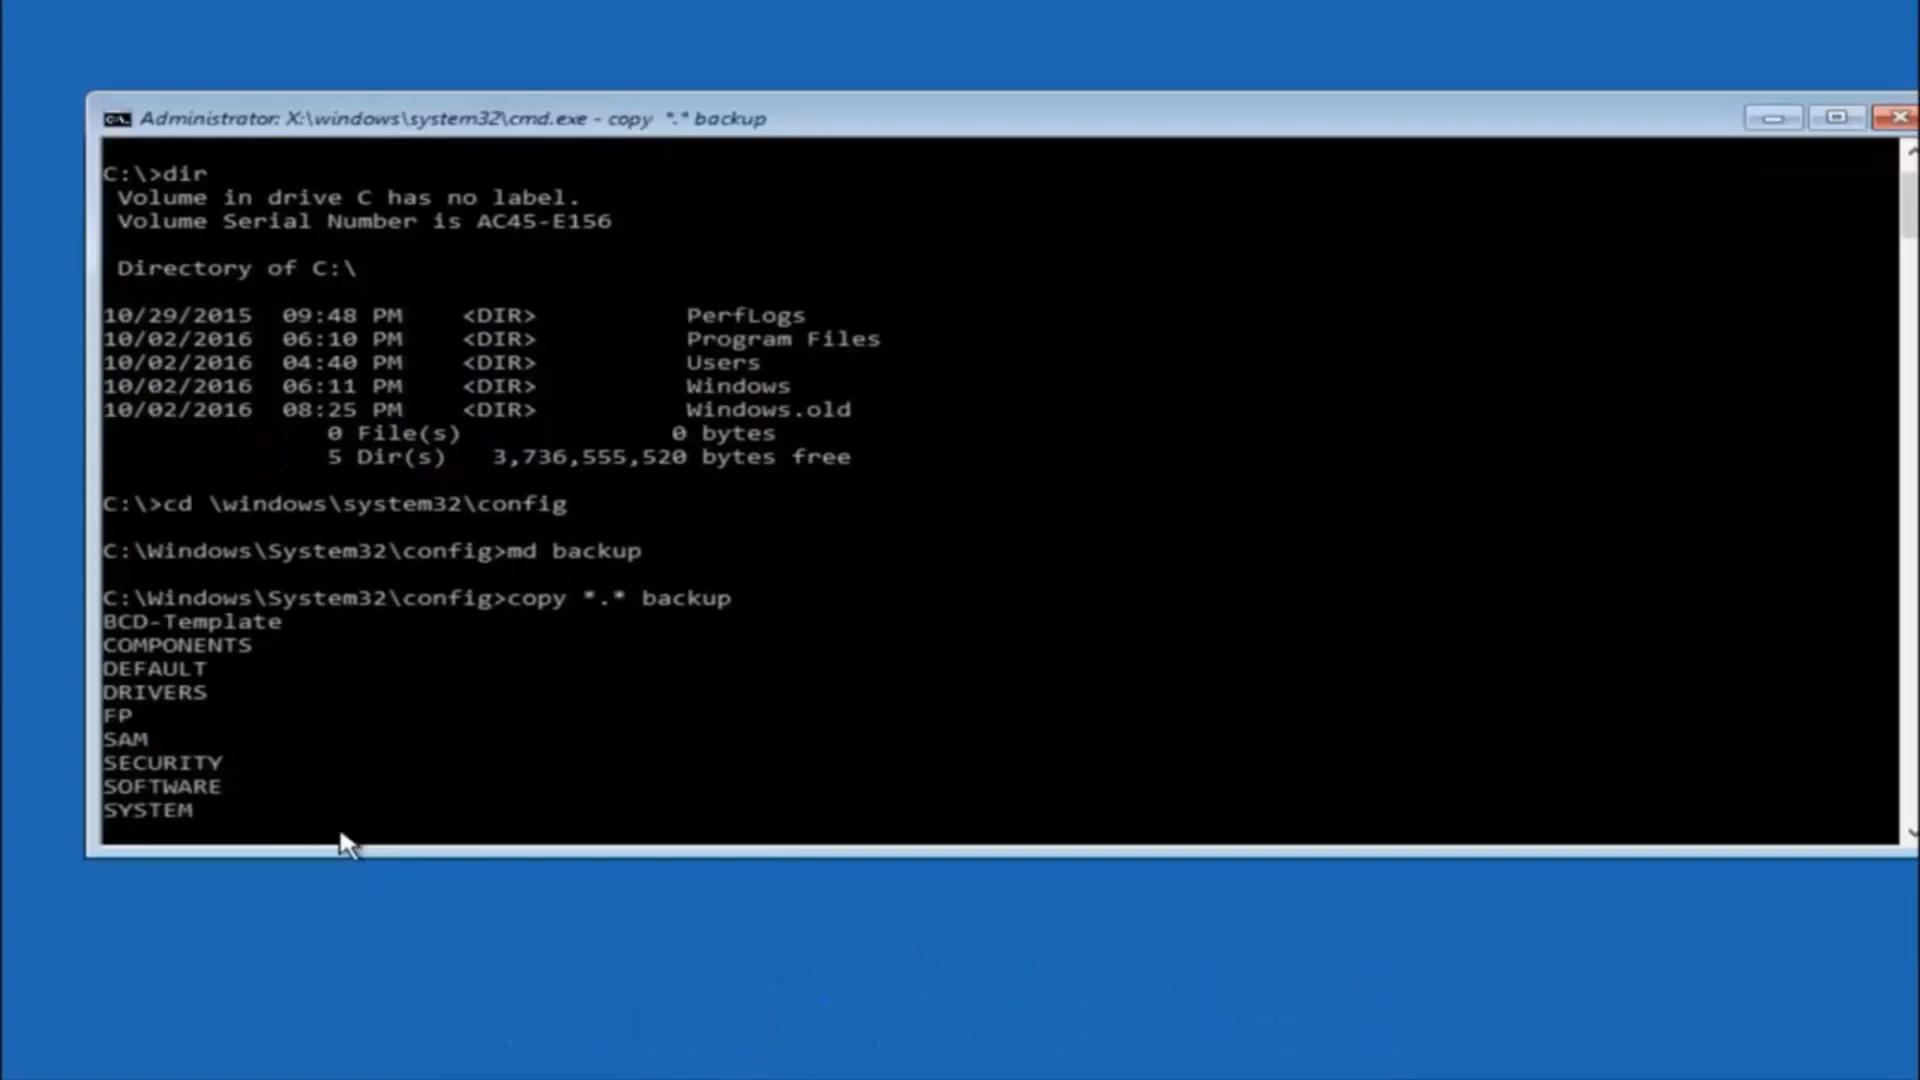 Administrator: X:\windows\system32\cmd.exe - copy *.* backup
C:\>dir
Volume in drive C has no label.
Volume Serial Number is AC45-E156
Directory of C:\
10/29/2015 09:48 PM <DIR> PerfLogs
10/02/2016 06:10 PM <DIR> Program Files
10/02/2016 04:40 PM <DIR> Users
10/02/2016 06:11 PM <DIR> Windows
10/02/2016 08:25 PM <DIR> Windows.old
0 File(s) 0 bytes
5 Dir(s) 3,736,555,520 bytes free
C:\>cd \windows\system32\config
C:\Windows\System32\config>md backup
C:\Windows\System32\config>copy *.* backup
BCD-Template
COMPONENTS
DEFAULT
DRIVERS
FP
SAM
SECURITY
SOFTWARE
SYSTEM